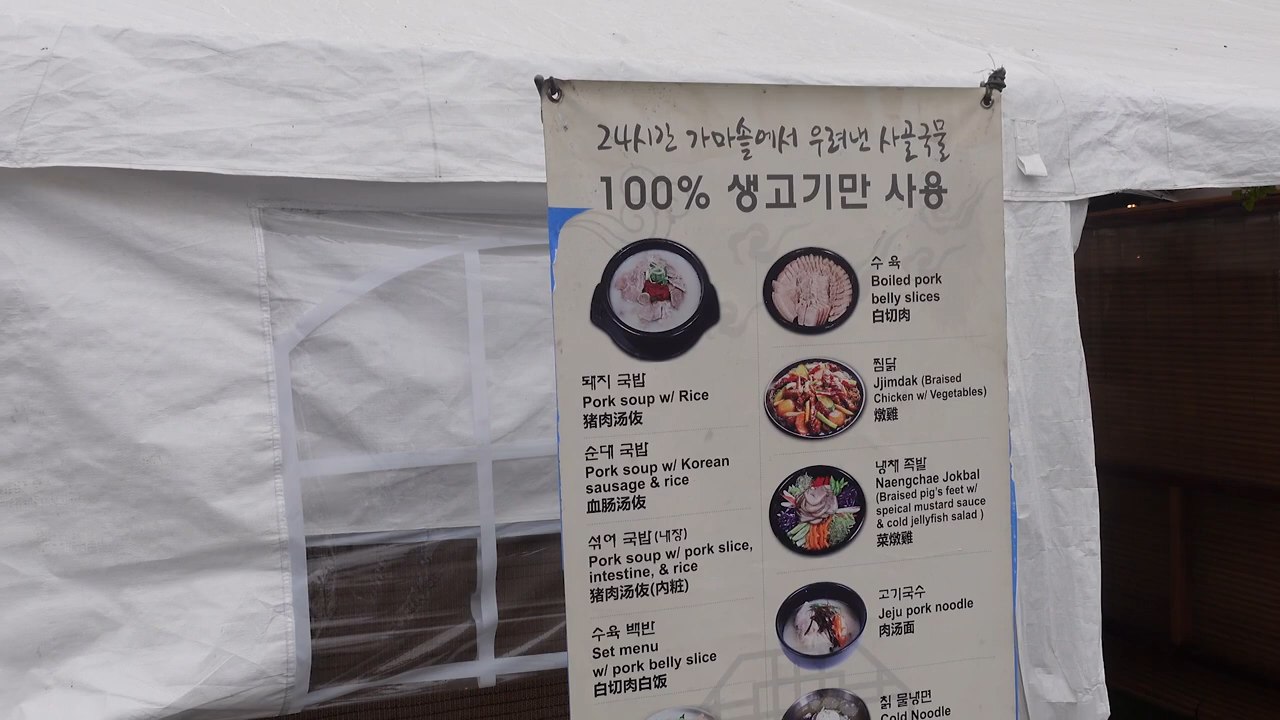 24시간 가마솥에서 우려낸 사골국물
100% 생고기만 사용
돼지 국밥
Pork soup w/ Rice
猪肉汤饭
순대 국밥
Pork soup w/ Korean
sausage & rice
血肠汤饭
섞어 국밥(내장)
Pork soup w/ pork slice,
intestine, & rice
猪肉汤饭(内粧)
수육 백반
Set menu
w/ pork belly slice
白切肉白饭
수육
Boiled pork
belly slices
白切肉
찜닭
Jjimdak (Braised
Chicken w/ Vegetables)
燉雞
냉채 족발
Naengchae Jokbal
(Braised pig's feet w/
speical mustard sauce
& cold jellyfish salad )
菜燉雞
고기국수
Jeju pork noodle
肉汤面
칡 물냉면
Cold Noodle